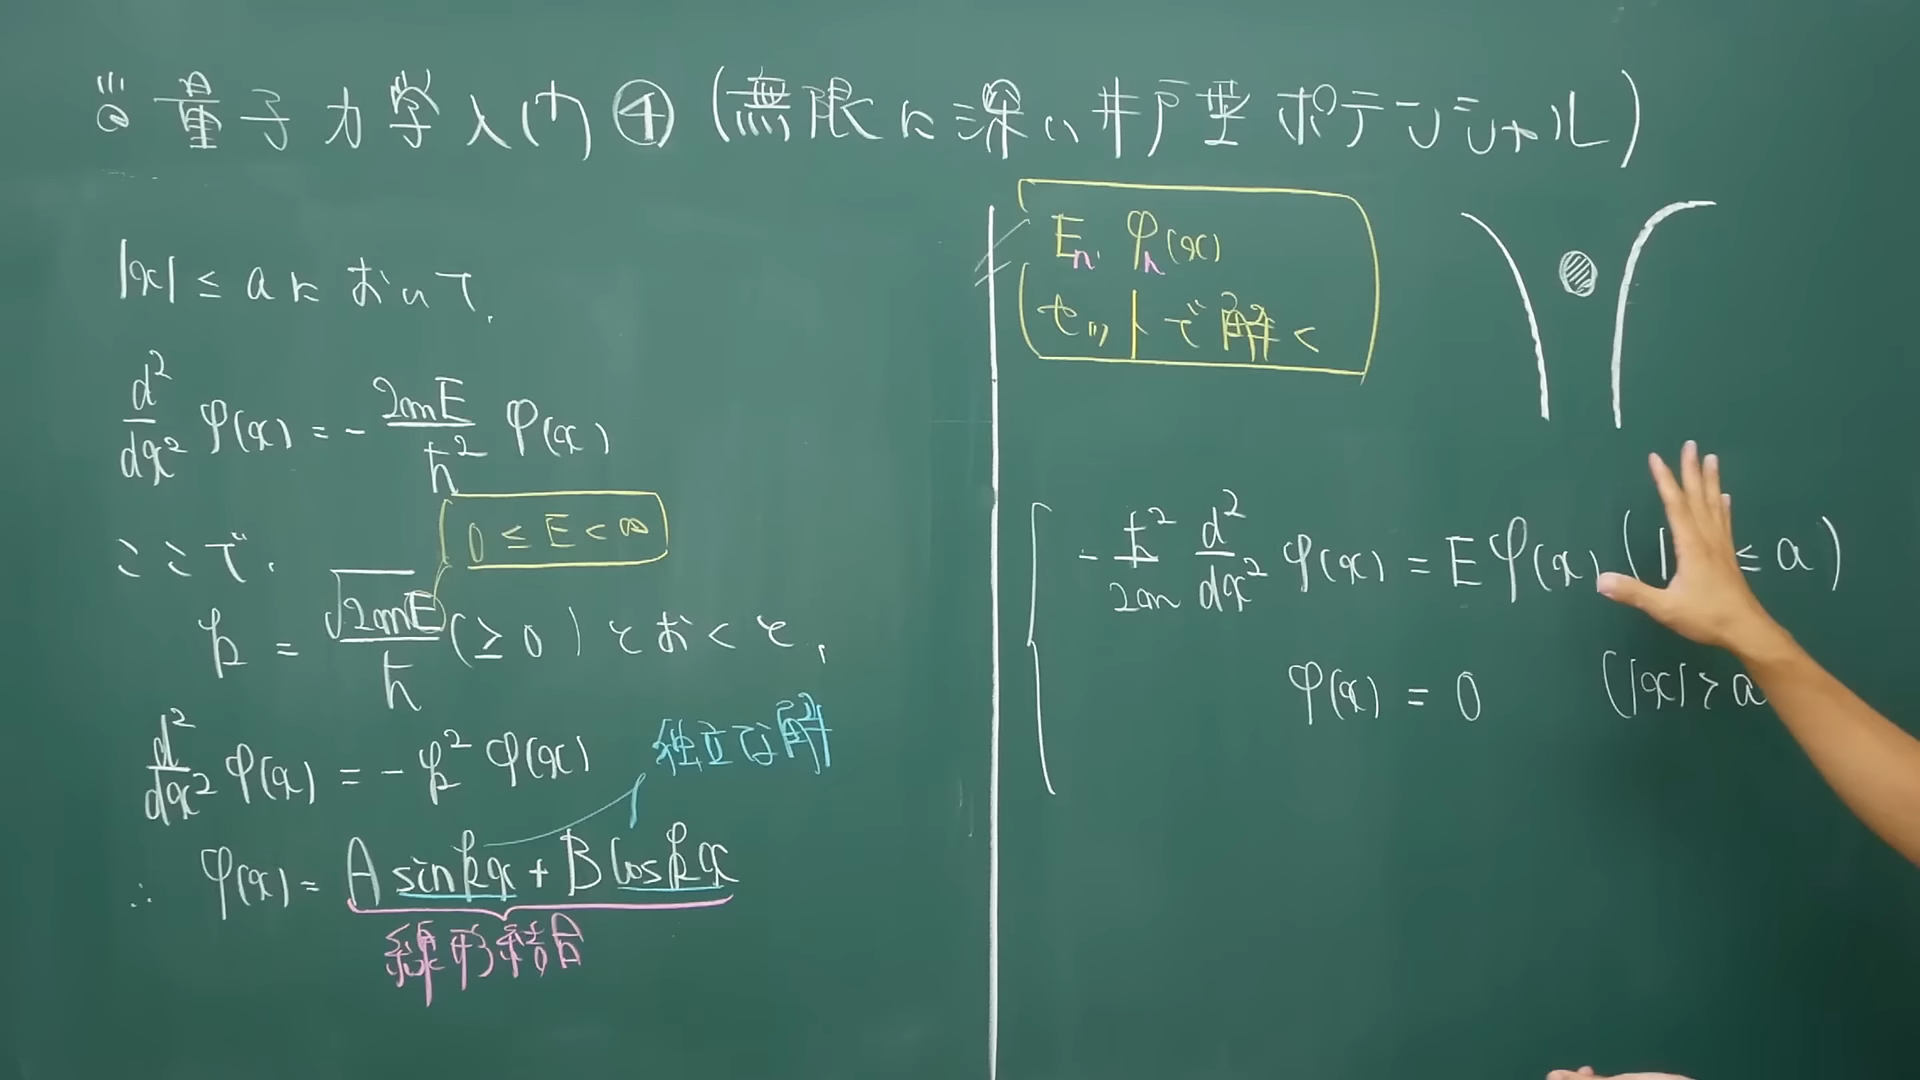 ◎量子力学入門④(無限に深い井戸型ポテンシャル)
|x| ≤ a において、
d²/dx² φ(x) = - 2mE/ħ² φ(x)
ここで、
0 ≤ E < ∞
k = √2mE/ħ (≥ 0) とおくと、
d²/dx² φ(x) = - k² φ(x)
独立な解
∴ φ(x) = A sin kx + B cos kx
線形結合
Eₙ, φₙ(x)
セットで解く
- ħ²/2m d²/dx² φ(x) = E φ(x) (| ≤ a)
φ(x) = 0 (|x| > a